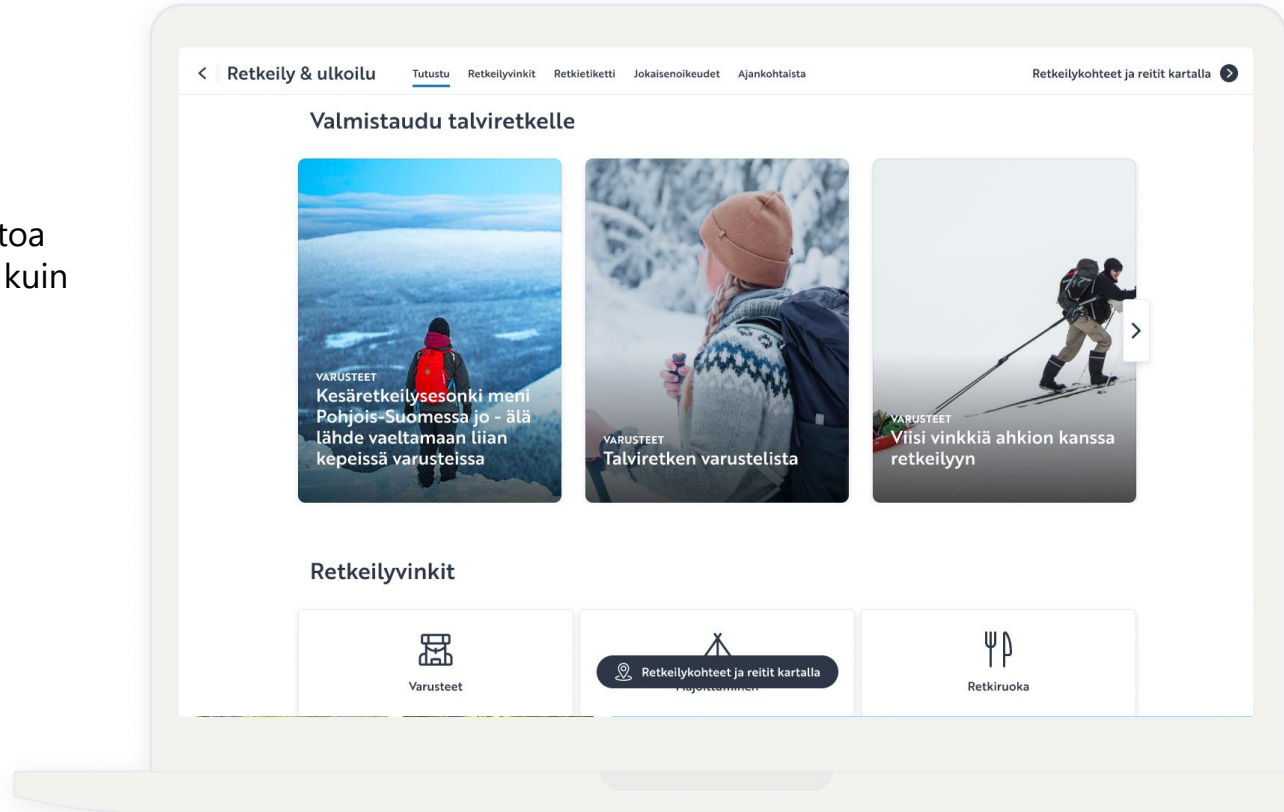 toa
kuin
Retkeily & ulkoilu
Tutustu
Retkeilyvinkit
Retkietiketti
Jokaisenoikeudet
Ajankohtaista
Retkeilykohteet ja reitit kartalla
Valmistaudu talviretkelle
VARUSTEET
Kesäretkeilysesonki meni
Pohjois-Suomessa jo - älä
lähde vaeltamaan liian
kepeissä varusteissa
VARUSTEET
Talviretken varustelista
VARUSTEET
Viisi vinkkiä ahkion kanssa
retkeilyyn
Retkeilyvinkit
Varusteet
Retkeilykohteet ja reitit kartalla
Retkiruoka